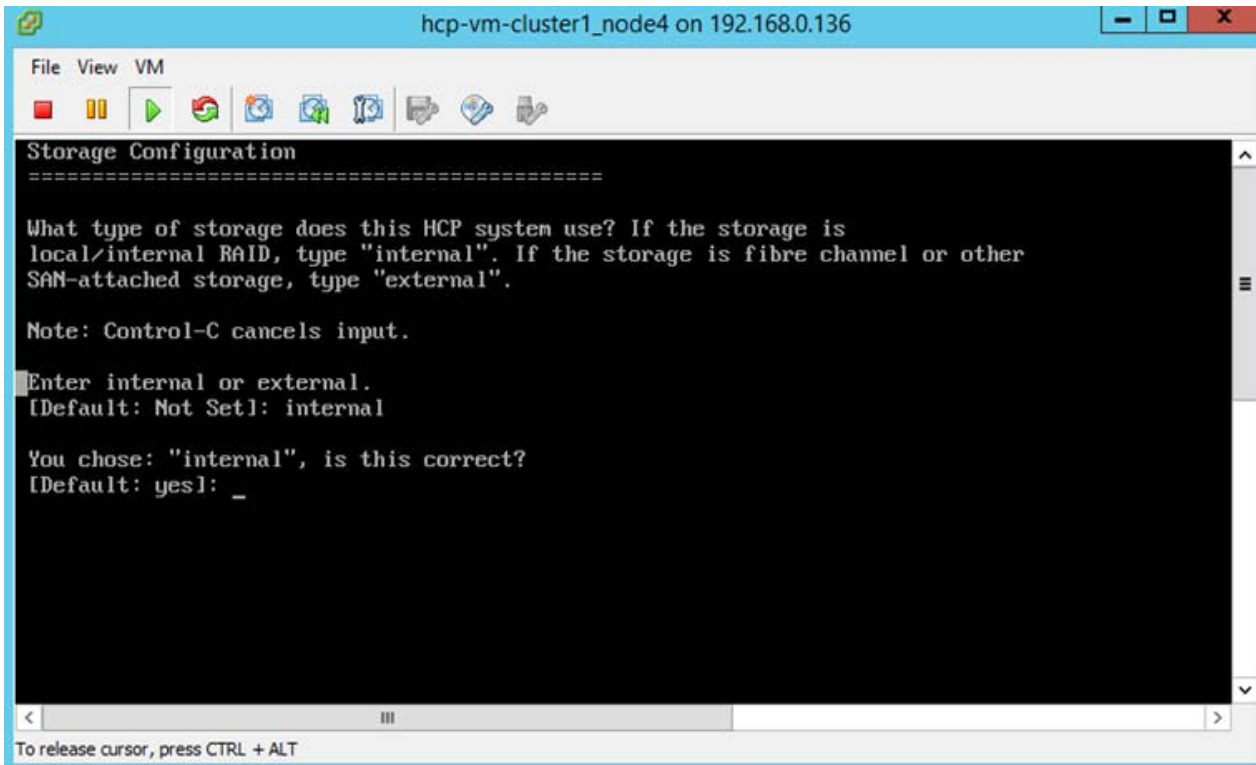 hcp-vm-cluster1_node4 on 192.168.0.136
File View VM
Storage Configuration
=============================================
What type of storage does this HCP system use? If the storage is
local/internal RAID, type "internal". If the storage is fibre channel or other
SAN-attached storage, type "external".
Note: Control-C cancels input.
Enter internal or external.
[Default: Not Set]: internal
You chose: "internal", is this correct?
[Default: yes]: _
To release cursor, press CTRL + ALT